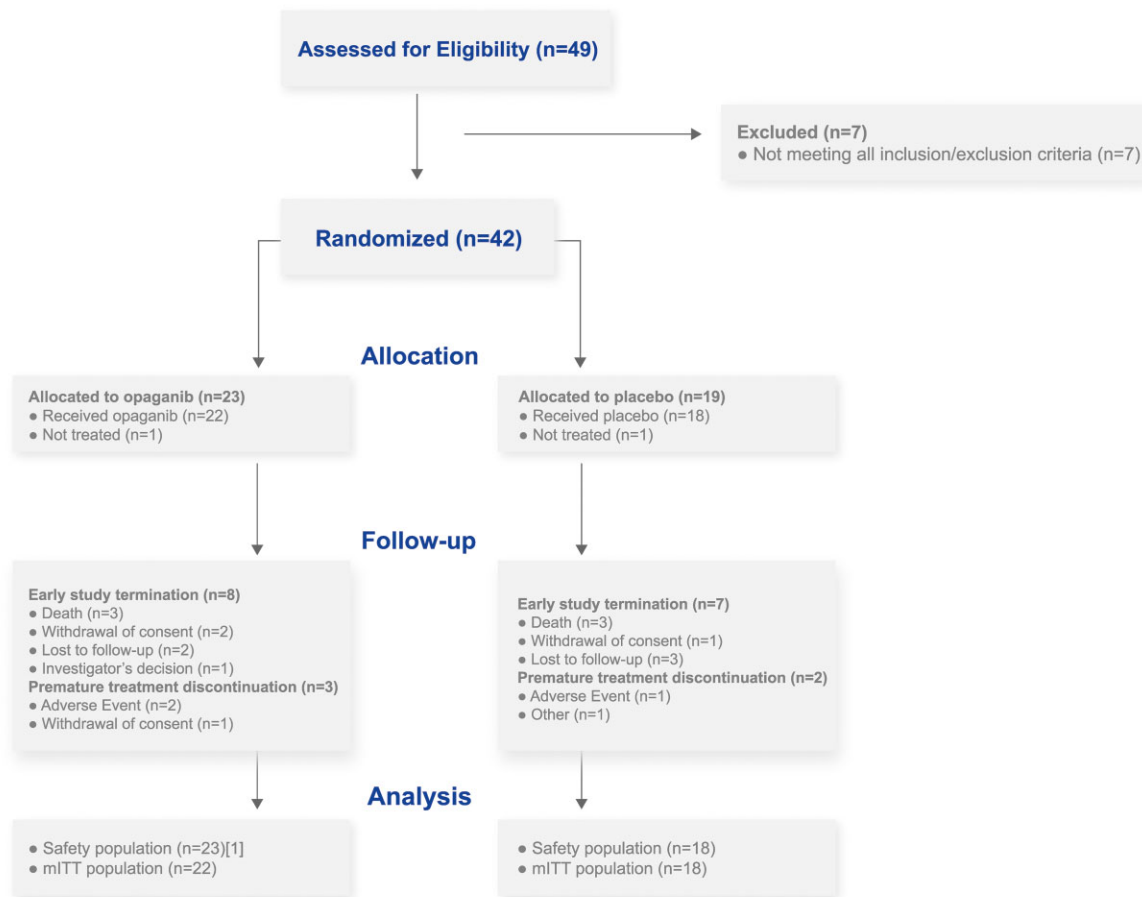 Assessed for Eligibility (n=49)
Excluded (n=7)
● Not meeting all inclusion/exclusion criteria (n=7)
Randomized (n=42)
Allocation
Allocated to opaganib (n=23)
● Received opaganib (n=22)
● Not treated (n=1)
Allocated to placebo (n=19)
● Received placebo (n=18)
● Not treated (n=1)
Follow-up
Early study termination (n=8)
● Death (n=3)
● Withdrawal of consent (n=2)
● Lost to follow-up (n=2)
● Investigator’s decision (n=1)
Premature treatment discontinuation (n=3)
● Adverse Event (n=2)
● Withdrawal of consent (n=1)
Early study termination (n=7)
● Death (n=3)
● Withdrawal of consent (n=1)
● Lost to follow-up (n=3)
Premature treatment discontinuation (n=2)
● Adverse Event (n=1)
● Other (n=1)
Analysis
● Safety population (n=23)[1]
● mITT population (n=22)
● Safety population (n=18)
● mITT population (n=18)